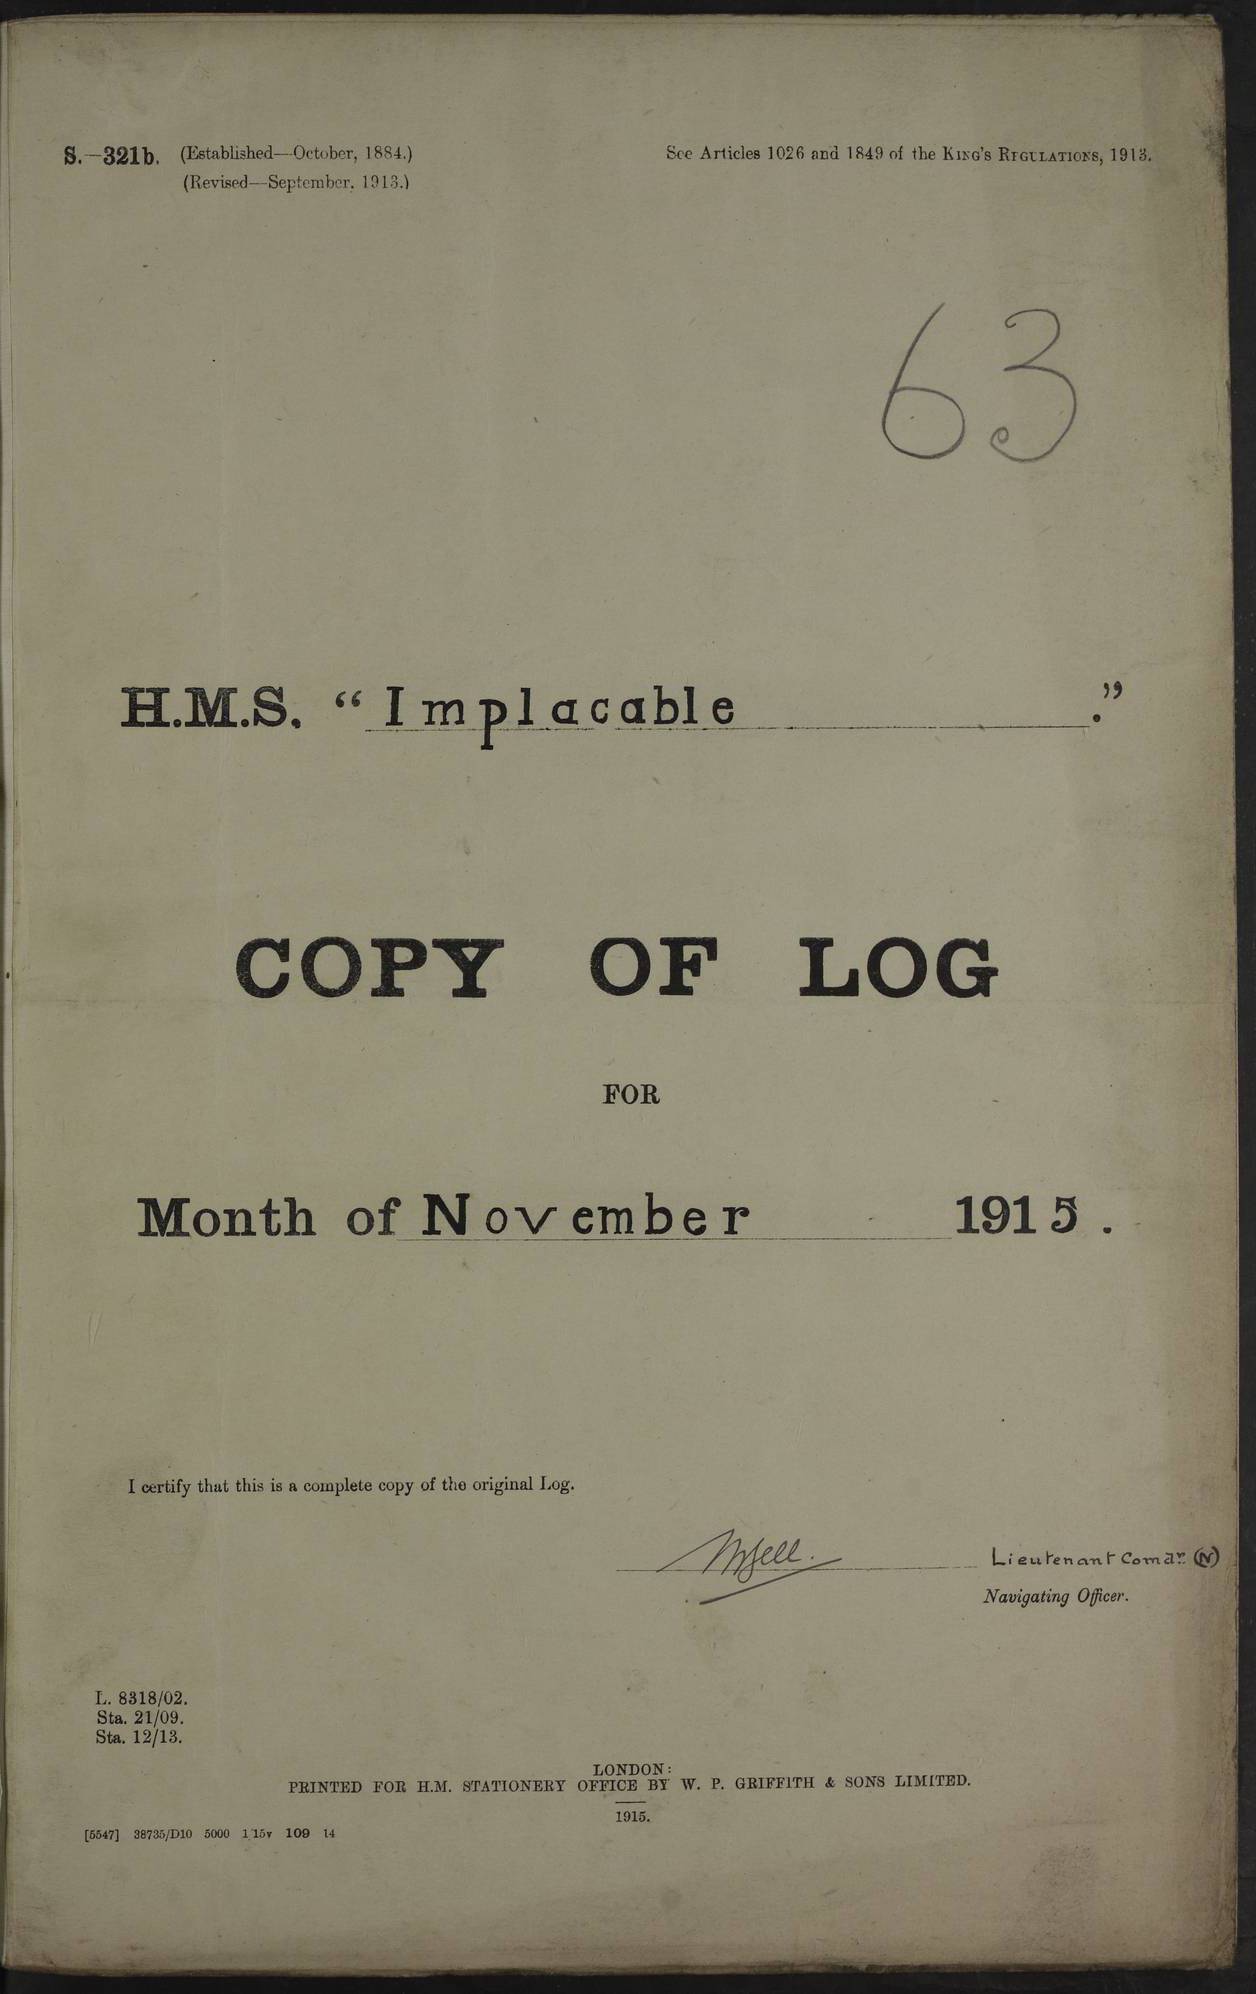 S.—321b. (Established—October, 1884.) See Articles 1026 and 1849 of the KING'S REGULATIONS, 1913.
(Revised—September, 1913.)
63
H.M.S. “Implacable.”
COPY OF LOG
FOR
Month of November 1915.
I certify that this is a complete copy of the original Log.
Lieutenant Comdr. (N)
Navigating Officer.
L. 8318/02.
Sta. 21/09.
Sta. 12/13.
LONDON:
PRINTED FOR H.M. STATIONERY OFFICE BY W. P. GRIFFITH & SONS LIMITED.
1915.
[5547] 38735/D10 5000 1 15v 109 14